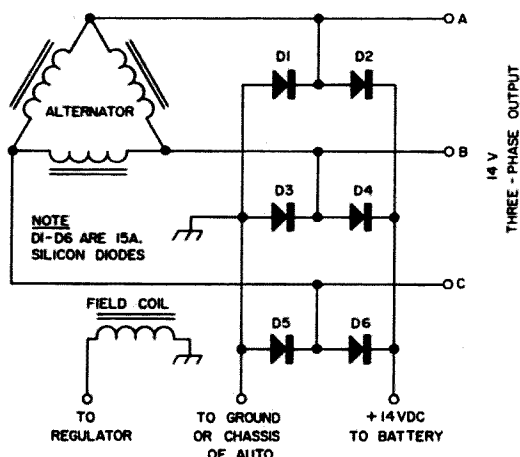 A
D1 D2
ALTERNATOR
B
14 V
THREE-PHASE OUTPUT
D3 D4
NOTE
D1-D6 ARE 15A.
SILICON DIODES
C
FIELD COIL
D5 D6
TO
REGULATOR
TO GROUND
OR CHASSIS
OF AUTO
+14VDC
TO BATTERY